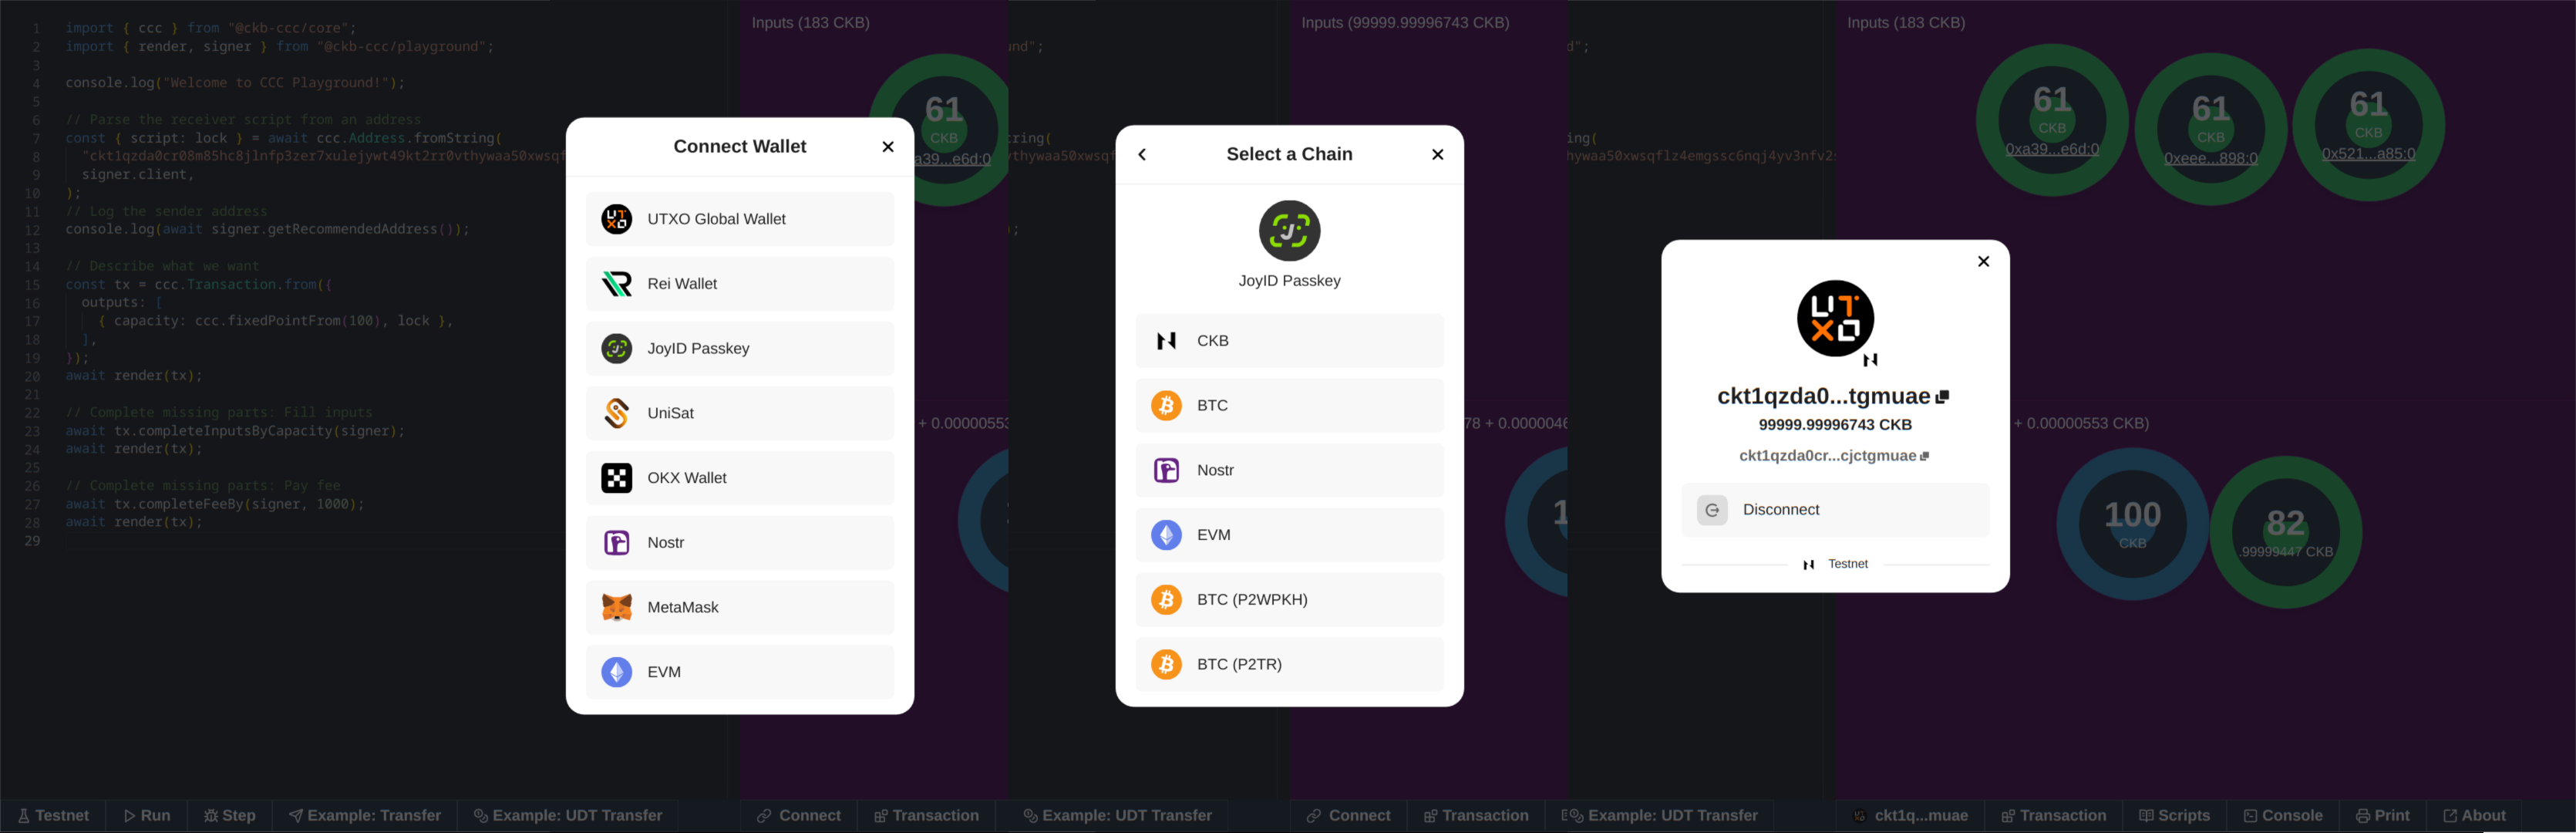 1 import { ccc } from "@ckb-ccc/core";
2 import { render, signer } from "@ckb-ccc/playground";
3
4 console.log("Welcome to CCC Playground!");
5
6 // Parse the receiver script from an address
7 const { script: lock } = await ccc.Address.fromString(
8 "ckt1qzda0cr08m85hc8jlnfp3zer7xulejywt49kt2rr0vthywaa50xwsqf
9 signer.client,
10 );
11 // Log the sender address
12 console.log(await signer.getRecommendedAddress());
13
14 // Describe what we want
15 const tx = ccc.Transaction.from({
16 outputs: [
17 { capacity: ccc.fixedPointFrom(100), lock },
18 ],
19 });
20 await render(tx);
21
22 // Complete missing parts: Fill inputs
23 await tx.completeInputsByCapacity(signer);
24 await render(tx);
25
26 // Complete missing parts: Pay fee
27 await tx.completeFeeBy(signer, 1000);
28 await render(tx);
29
Testnet
Run
Step
Example: Transfer
Example: UDT Transfer
Connect Wallet
UTXO Global Wallet
Rei Wallet
JoyID Passkey
UniSat
OKX Wallet
Nostr
MetaMask
EVM
Inputs (183 CKB)
61
CKB
a39...e6d:0
+ 0.00000553
Connect
Transaction
und";
tring(
vthywaa50xwsqf
;
Example: UDT Transfer
Select a Chain
JoyID Passkey
CKB
BTC
Nostr
EVM
BTC (P2WPKH)
BTC (P2TR)
Inputs (99999.99996743 CKB)
78 + 0.0000046
1
Connect
Transaction
d";
ing(
hywaa50xwsqflz4emgssc6nqj4yv3nfv2s
Example: UDT Transfer
UTXO
ckt1qzda0...tgmuae
99999.99996743 CKB
ckt1qzda0cr...cjctgmuae
Disconnect
Testnet
Inputs (183 CKB)
61
CKB
0xa39...e6d:0
61
CKB
0xeee...898:0
61
CKB
0x521...a85:0
+ 0.00000553 CKB)
100
CKB
82
.99999447 CKB
ckt1q...muae
Transaction
Scripts
Console
Print
About